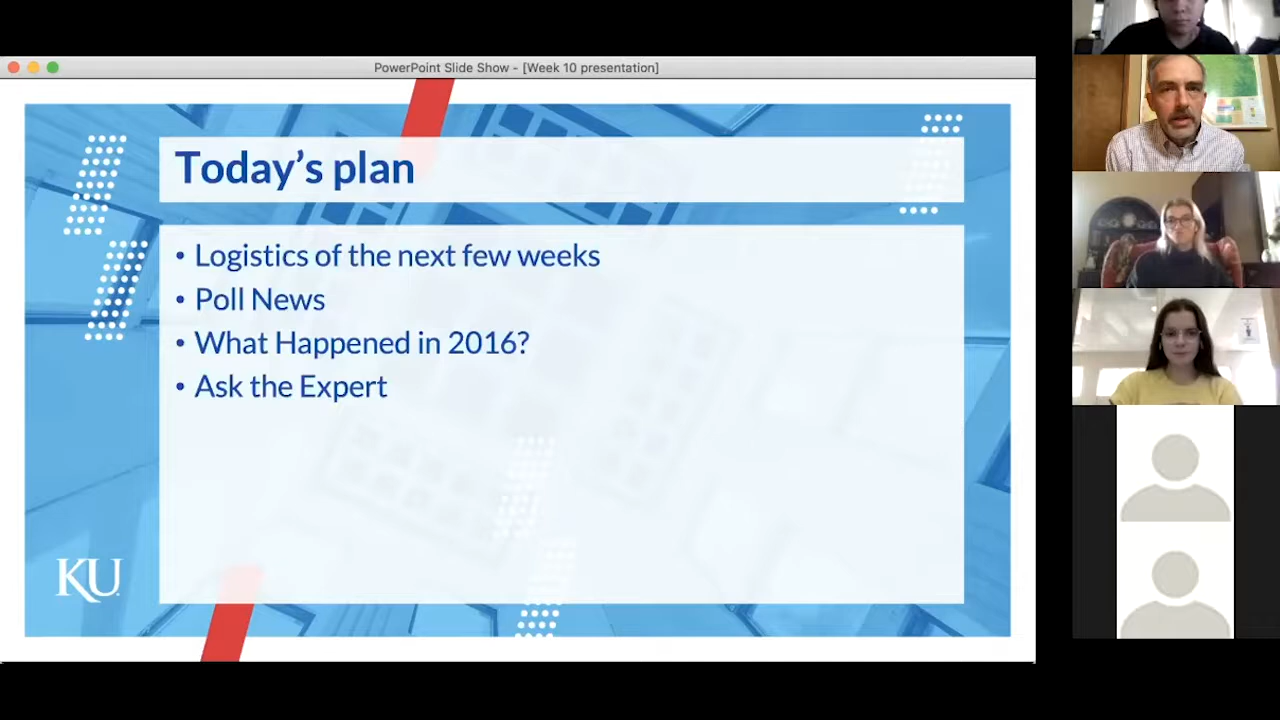 PowerPoint Slide Show - [Week 10 presentation]
Today's plan
• Logistics of the next few weeks
• Poll News
• What Happened in 2016?
• Ask the Expert
KU